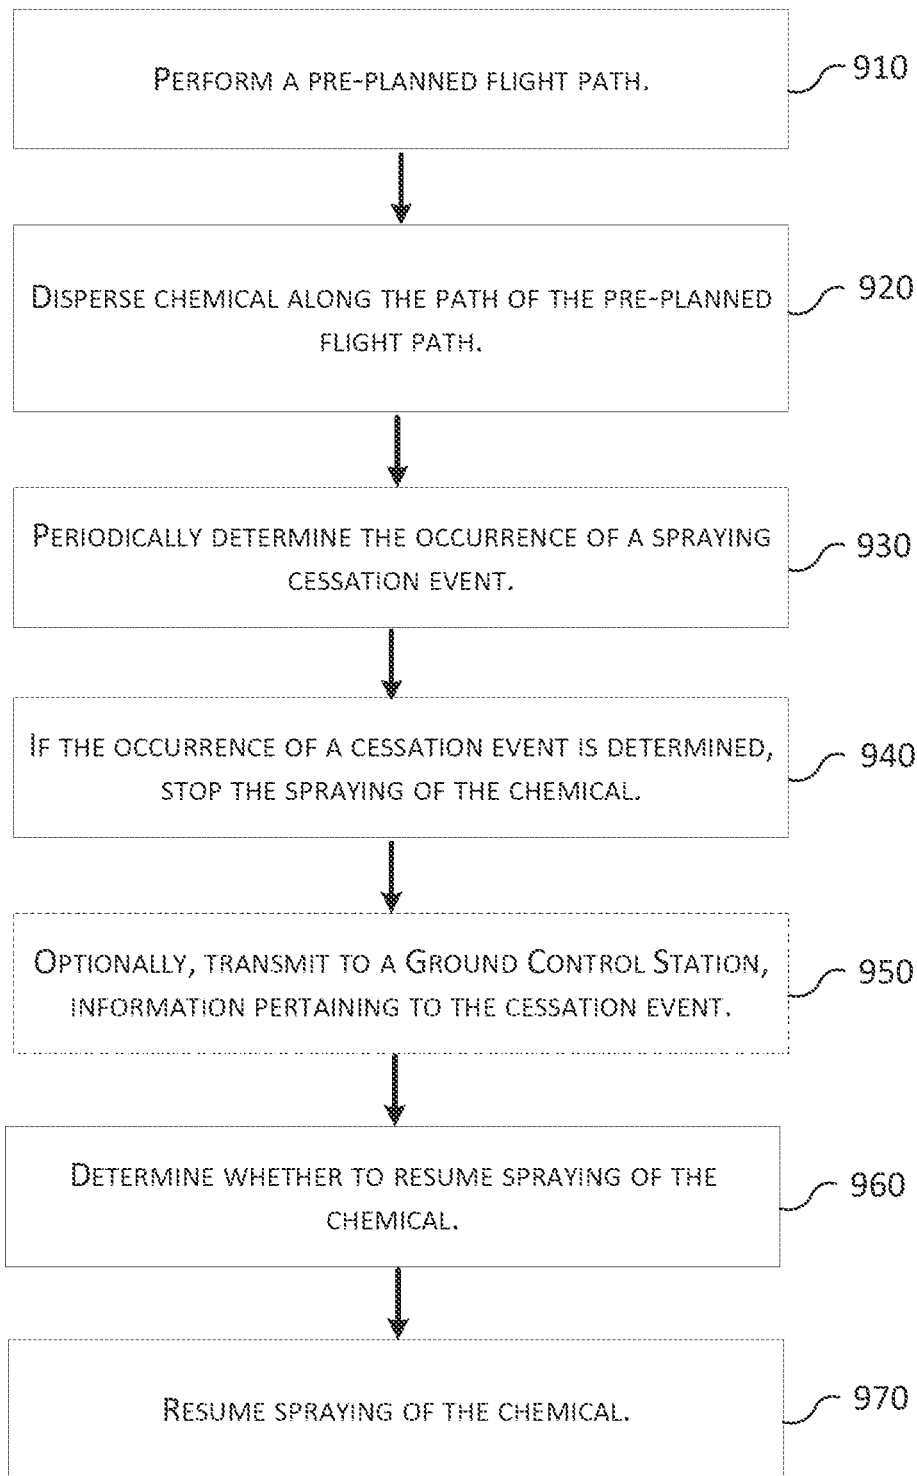 PERFORM A PRE-PLANNED FLIGHT PATH.
910
DISPERSE CHEMICAL ALONG THE PATH OF THE PRE-PLANNED
FLIGHT PATH.
920
PERIODICALLY DETERMINE THE OCCURRENCE OF A SPRAYING
CESSATION EVENT.
930
IF THE OCCURRENCE OF A CESSATION EVENT IS DETERMINED,
STOP THE SPRAYING OF THE CHEMICAL.
940
OPTIONALLY, TRANSMIT TO A GROUND CONTROL STATION,
INFORMATION PERTAINING TO THE CESSATION EVENT.
950
DETERMINE WHETHER TO RESUME SPRAYING OF THE
CHEMICAL.
960
RESUME SPRAYING OF THE CHEMICAL.
970